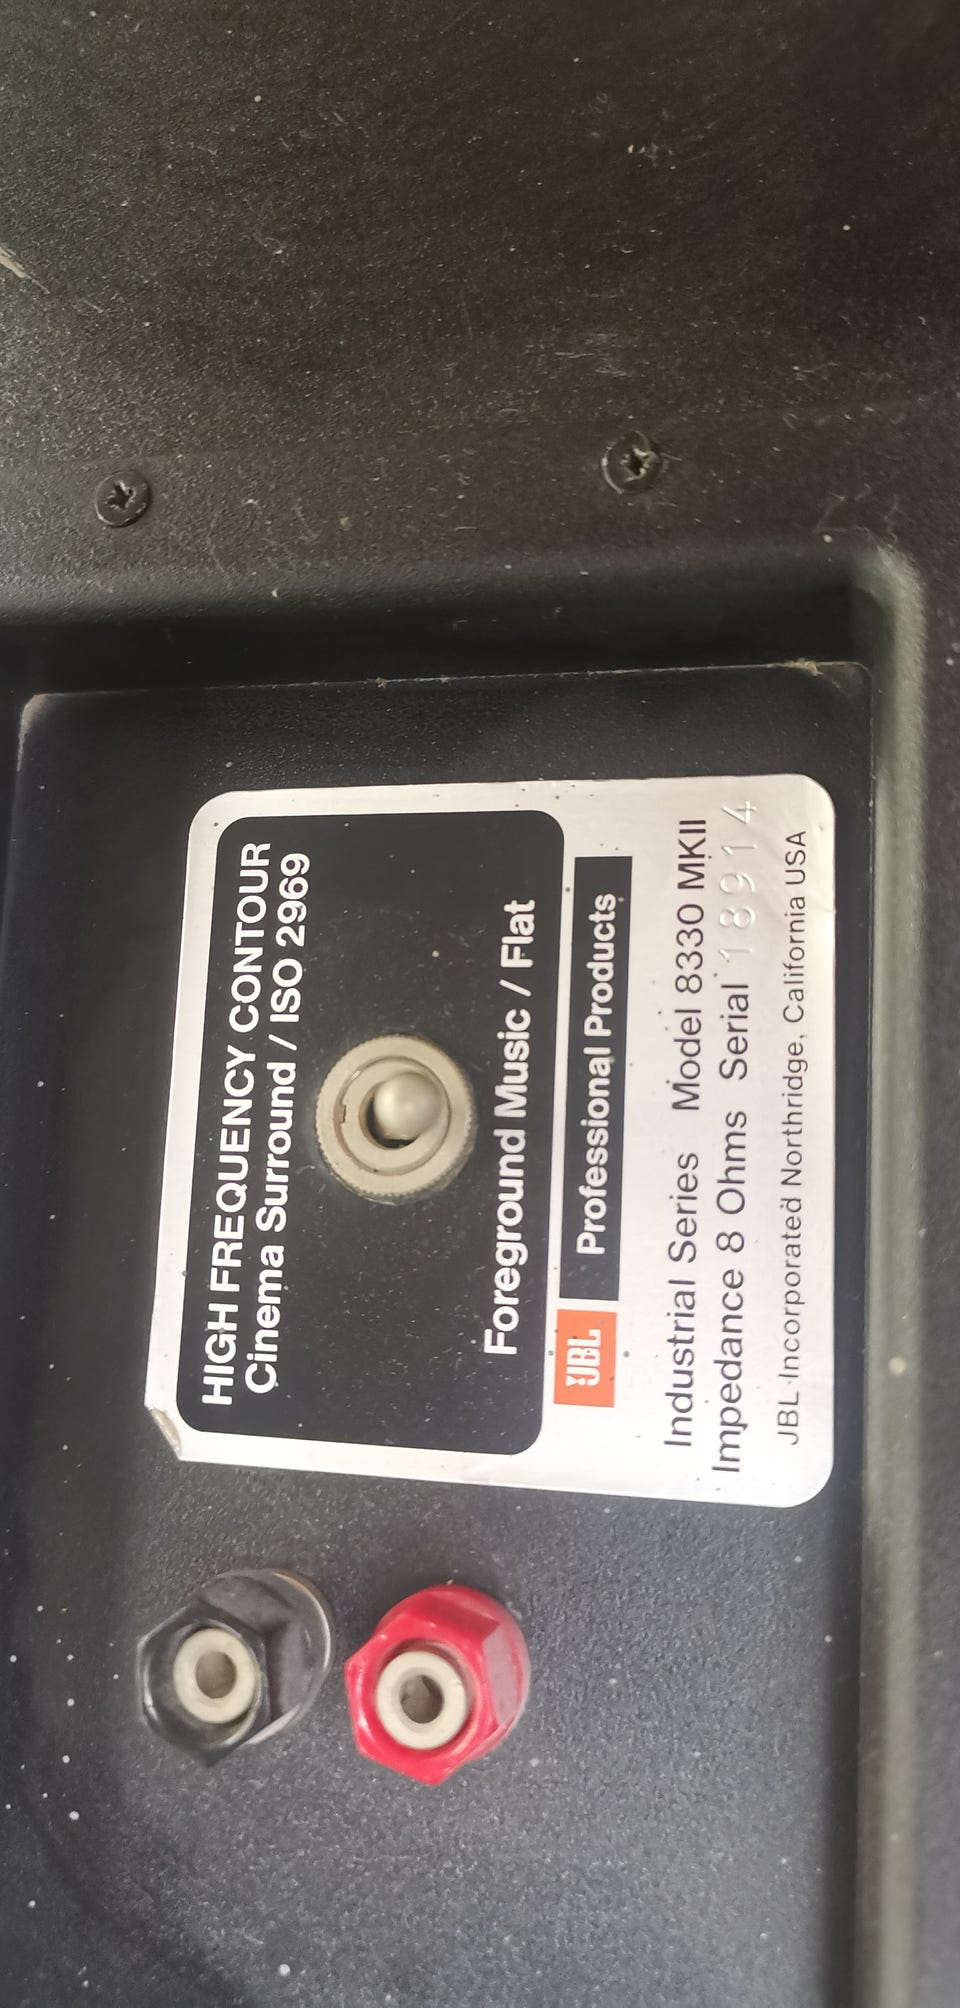 HIGH FREQUENCY CONTOUR
Cinema Surround / ISO 2969
Foreground Music / Flat
JBL Professional Products
Industrial Series Model 8330 MKII
Impedance 8 Ohms Serial 18914
JBL Incorporated Northridge, California USA